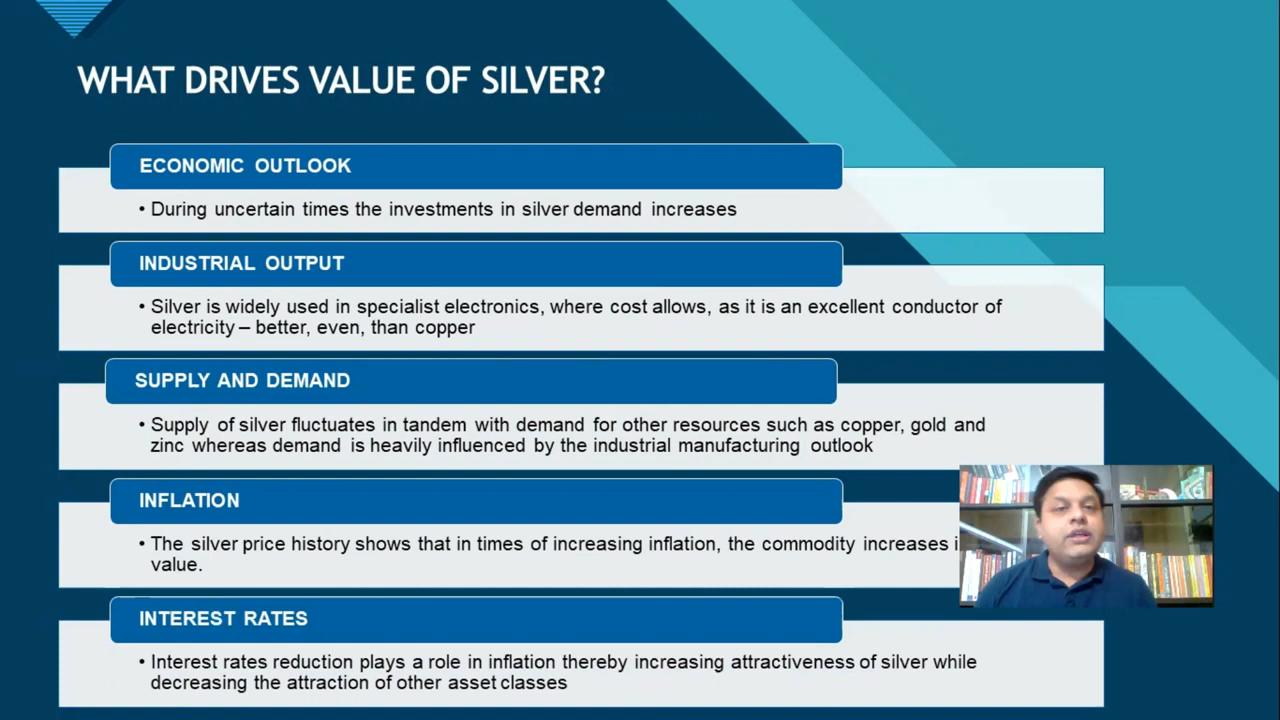 WHAT DRIVES VALUE OF SILVER?
ECONOMIC OUTLOOK
• During uncertain times the investments in silver demand increases
INDUSTRIAL OUTPUT
• Silver is widely used in specialist electronics, where cost allows, as it is an excellent conductor of
electricity – better, even, than copper
SUPPLY AND DEMAND
• Supply of silver fluctuates in tandem with demand for other resources such as copper, gold and
zinc whereas demand is heavily influenced by the industrial manufacturing outlook
INFLATION
• The silver price history shows that in times of increasing inflation, the commodity increases
value.
INTEREST RATES
• Interest rates reduction plays a role in inflation thereby increasing attractiveness of silver while
decreasing the attraction of other asset classes